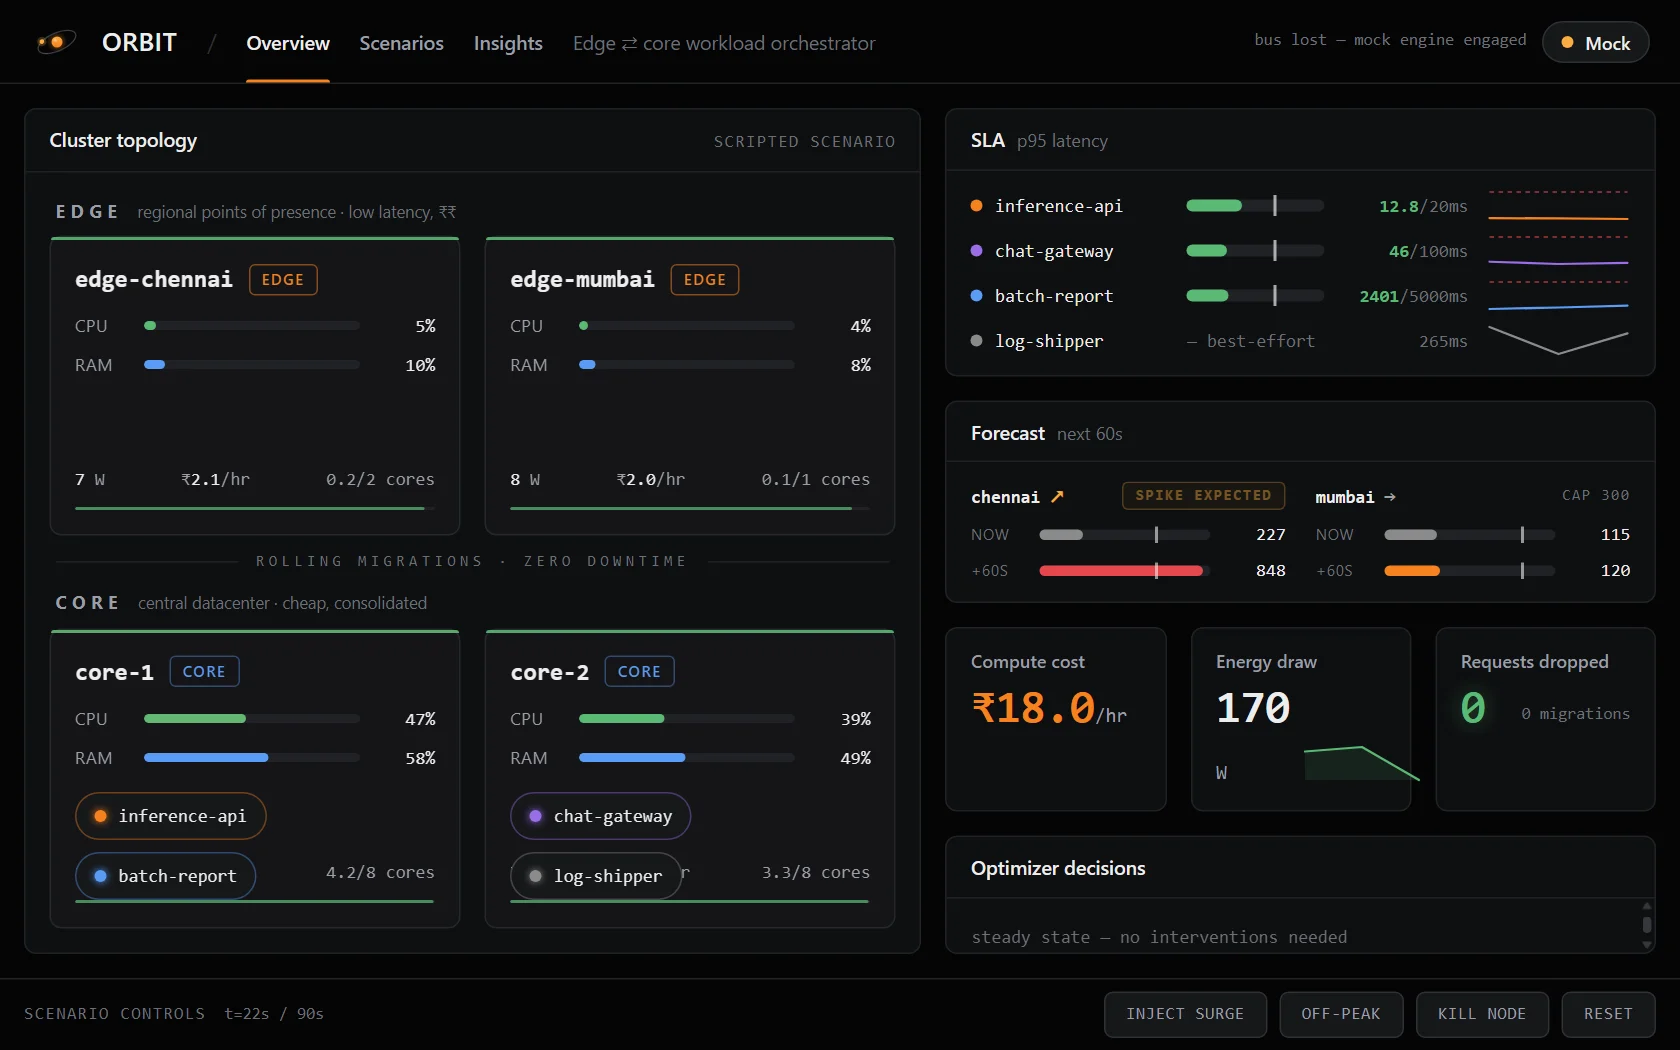 ORBIT / Overview Scenarios Insights Edge ⇄ core workload orchestrator
bus lost — mock engine engaged Mock
Cluster topology SCRIPTED SCENARIO
EDGE regional points of presence · low latency, ₹₹
edge-chennai EDGE
CPU 5%
RAM 10%
7 W ₹2.1/hr 0.2/2 cores
edge-mumbai EDGE
CPU 4%
RAM 8%
8 W ₹2.0/hr 0.1/1 cores
ROLLING MIGRATIONS · ZERO DOWNTIME
CORE central datacenter · cheap, consolidated
core-1 CORE
CPU 47%
RAM 58%
inference-api
batch-report 4.2/8 cores
core-2 CORE
CPU 39%
RAM 49%
chat-gateway
log-shipper r 3.3/8 cores
SLA p95 latency
inference-api 12.8/20ms
chat-gateway 46/100ms
batch-report 2401/5000ms
log-shipper — best-effort 265ms
Forecast next 60s
chennai ↗ SPIKE EXPECTED
NOW 227
+60S 848
mumbai → CAP 300
NOW 115
+60S 120
Compute cost
₹18.0/hr
Energy draw
170
W
Requests dropped
0 0 migrations
Optimizer decisions
steady state — no interventions needed
SCENARIO CONTROLS t=22s / 90s
INJECT SURGE OFF-PEAK KILL NODE RESET